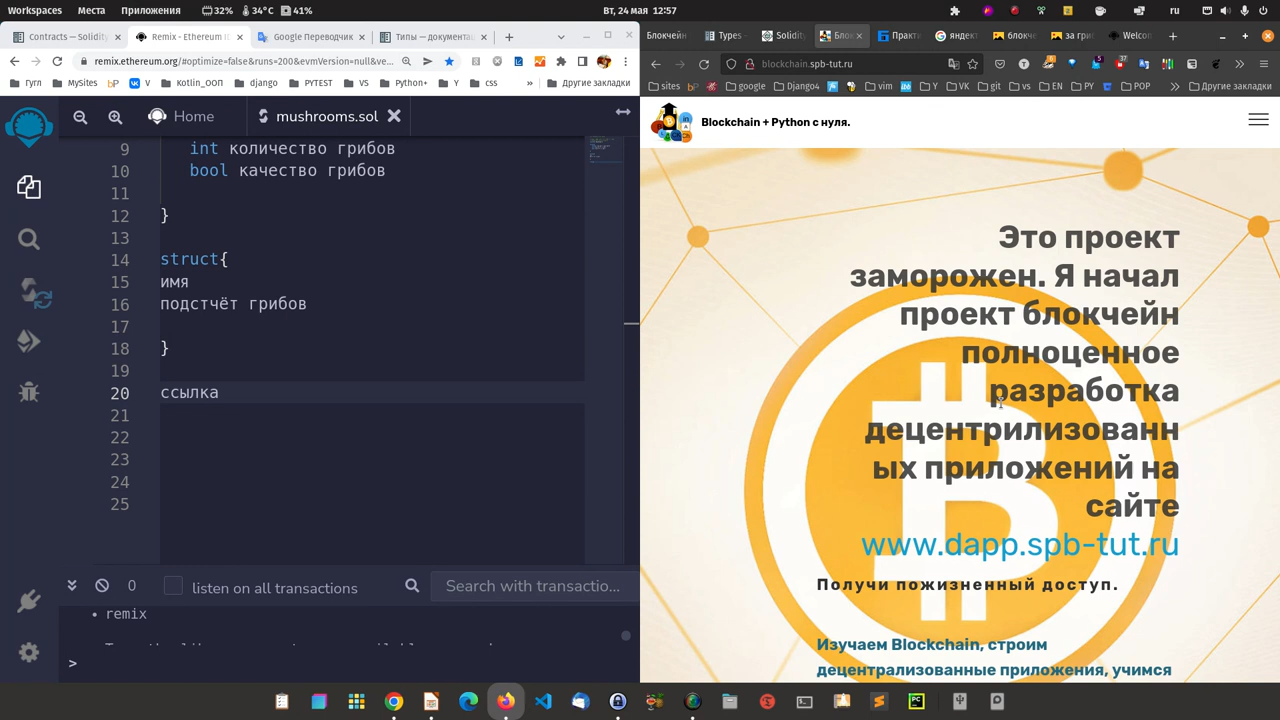 Workspaces Места Приложения 32% 34°C 41% Вт, 24 мая 12:57 ru
Contracts — Solidity
Remix - Ethereum ID
Google Переводчик
Типы — документа
remix.ethereum.org/#optimize=false&runs=200&evmVersion=null&ve...
Гугл MySites bP V Kotlin_ООП django PYTEST VS Python+ Y css » Другие закладки
Home
mushrooms.sol
9 int количество грибов
10 bool качество грибов
11
12 }
13
14 struct{
15 имя
16 подстчёт грибов
17
18 }
19
20 ссылка
21
22
23
24
25
0 listen on all transactions Search with transactio...
• remix
>
Блокчейн Types - Solidity Блок Практ яндект блокче за гри Welco
blockchain.spb-tut.ru
sites google Django4 vim Y git vs EN PY POP » Другие закладки
Blockchain + Python с нуля.
Это проект
заморожен. Я начал
проект блокчейн
полноценное
разработка
децентрилизованн
ых приложений на
сайте
www.dapp.spb-tut.ru
Получи пожизненный доступ.
Изучаем Blockchain, строим
децентрализованные приложения, учимся